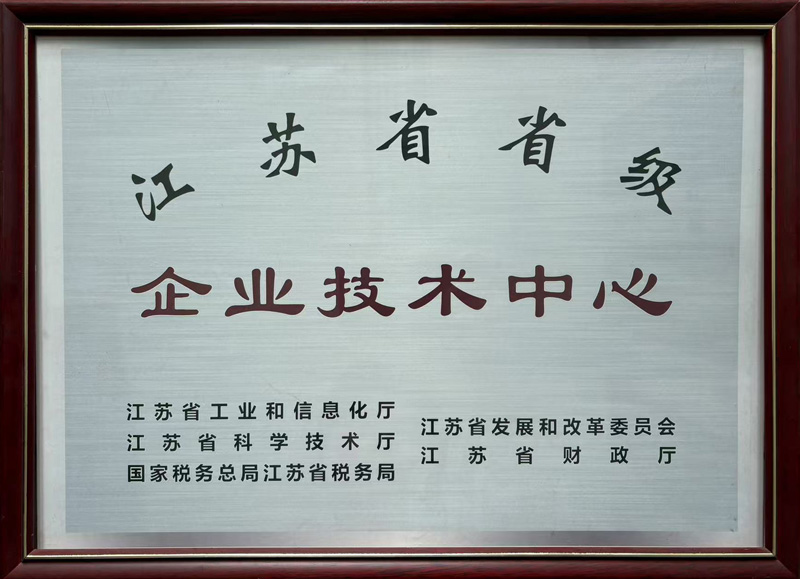 江苏省省级
企业技术中心
江苏省工业和信息化厅
江苏省科学技术厅
国家税务总局江苏省税务局
江苏省发展和改革委员会
江苏省财政厅